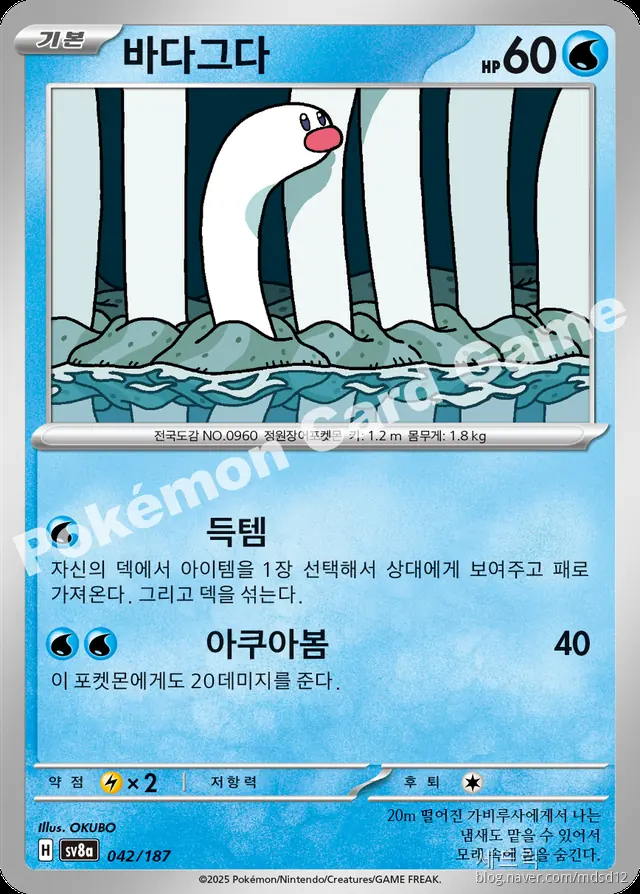 기본
바다그다
HP 60
전국도감 NO.0960 정원장어포켓몬 키: 1.2 m 몸무게: 1.8 kg
Pokémon Card Game
득템
자신의 덱에서 아이템을 1장 선택해서 상대에게 보여주고 패로
가져온다. 그리고 덱을 섞는다.
아쿠아봄 40
이 포켓몬에게도 20데미지를 준다.
약점 ×2 저항력 후퇴
Illus. OKUBO
H sv8a 042/187
20m 떨어진 가비루사에게서 나는
냄새도 맡을 수 있어서
모래 속에 몸을 숨긴다.
©2025 Pokémon/Nintendo/Creatures/GAME FREAK.
blog.naver.com/mdsd12